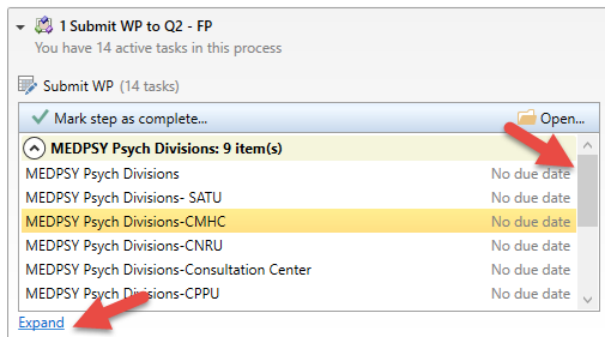 1 Submit WP to Q2 - FP
You have 14 active tasks in this process
Submit WP (14 tasks)
Mark step as complete... Open...
MEDPSY Psych Divisions: 9 item(s)
MEDPSY Psych Divisions No due date
MEDPSY Psych Divisions- SATU No due date
MEDPSY Psych Divisions-CMHC No due date
MEDPSY Psych Divisions-CNRU No due date
MEDPSY Psych Divisions-Consultation Center No due date
MEDPSY Psych Divisions-CPPU No due date
Expand